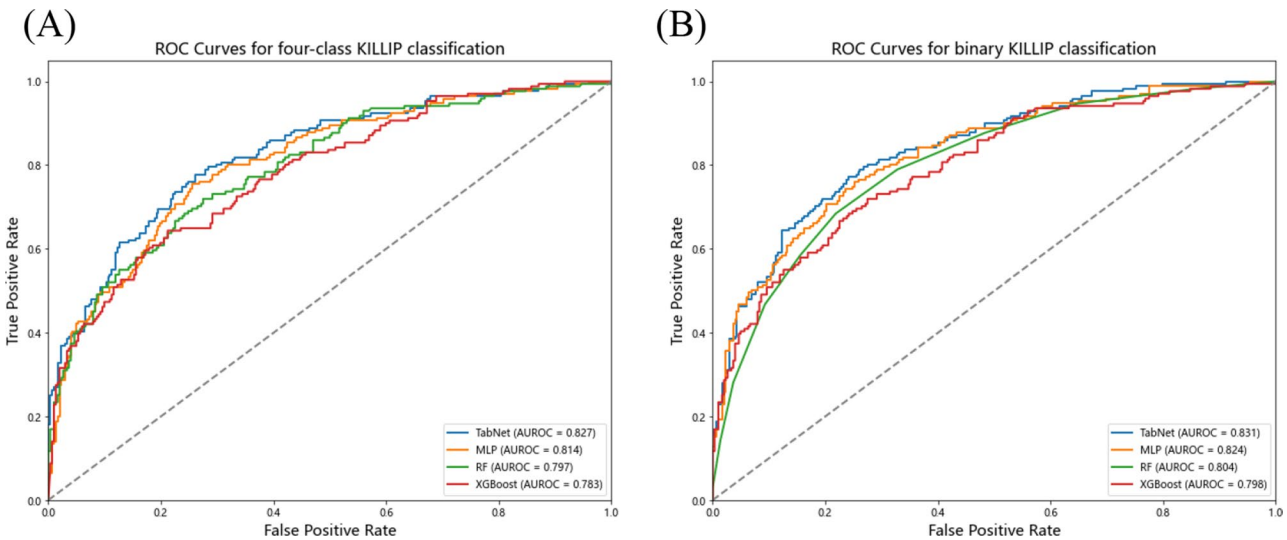 (A)
ROC Curves for four-class KILLIP classification
True Positive Rate
1.0
0.8
0.6
0.4
0.2
0.0
TabNet (AUROC = 0.827)
MLP (AUROC = 0.814)
RF (AUROC = 0.797)
XGBoost (AUROC = 0.783)
0.0 0.2 0.4 0.6 0.8 1.0
False Positive Rate
(B)
ROC Curves for binary KILLIP classification
True Positive Rate
1.0
0.8
0.6
0.4
0.2
0.0
TabNet (AUROC = 0.831)
MLP (AUROC = 0.824)
RF (AUROC = 0.804)
XGBoost (AUROC = 0.798)
0.0 0.2 0.4 0.6 0.8 1.0
False Positive Rate